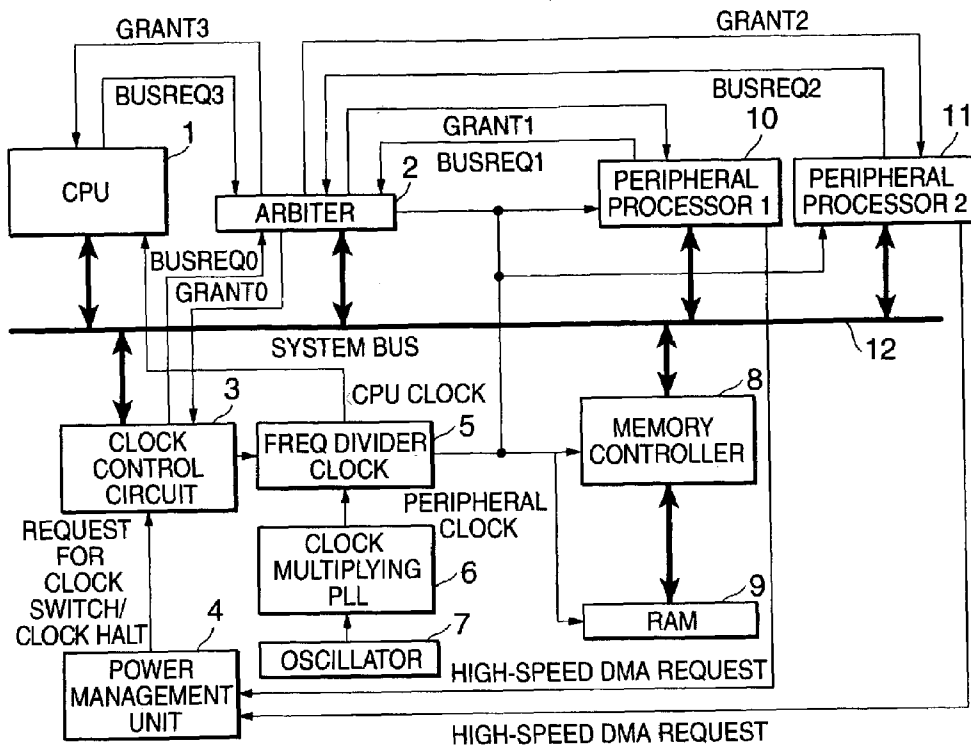 GRANT3
GRANT2
BUSREQ3
BUSREQ2
1
GRANT1
10
11
CPU
2
BUSREQ1
ARBITER
PERIPHERAL
PROCESSOR 1
PERIPHERAL
PROCESSOR 2
BUSREQ0
GRANT0
SYSTEM BUS
12
3
CPU CLOCK
5
8
CLOCK
CONTROL
CIRCUIT
FREQ DIVIDER
CLOCK
MEMORY
CONTROLLER
PERIPHERAL
CLOCK
REQUEST
FOR
CLOCK
SWITCH/
CLOCK HALT
CLOCK
MULTIPLYING
PLL
6
9
RAM
4
7
OSCILLATOR
POWER
MANAGEMENT
UNIT
HIGH-SPEED DMA REQUEST
HIGH-SPEED DMA REQUEST